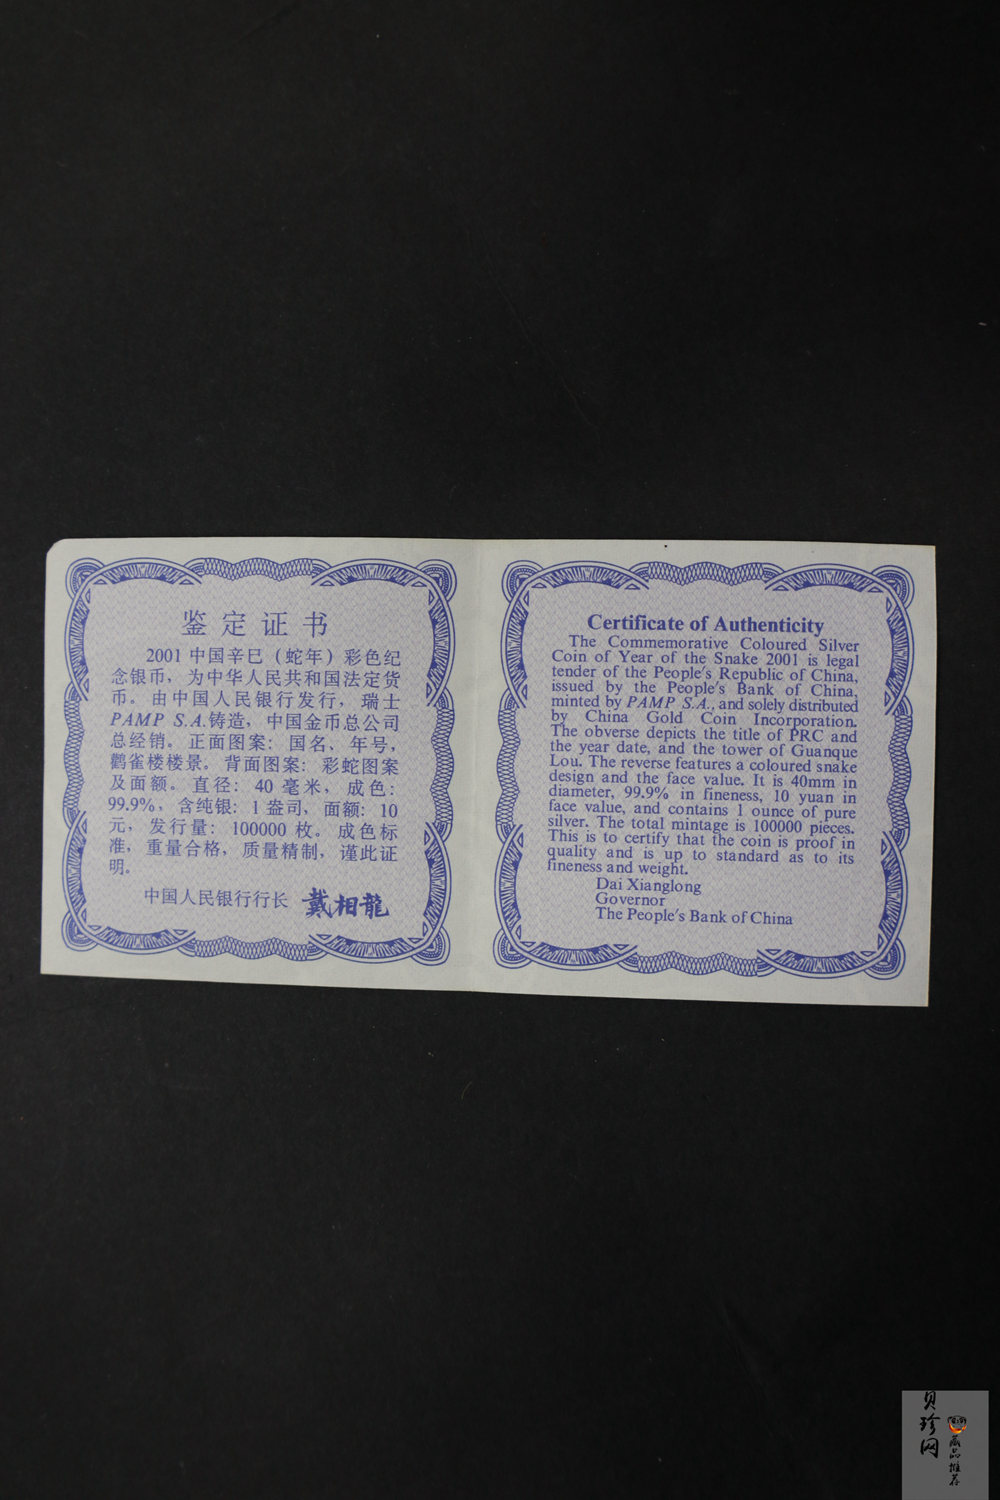 鉴定证书
2001 中国辛巳（蛇年）彩色纪
念银币，为中华人民共和国法定货
币。由中国人民银行发行，瑞士
PAMP S.A.铸造，中国金币总公司
总经销。正面图案：国名、年号，
鹳雀楼楼景。背面图案：彩蛇图案
及面额。直径：40 毫米，成色：
99.9%，含纯银：1 盎司，面额：10
元，发行量：100000 枚。成色标
准，重量合格，质量精制，谨此证
明。
中国人民银行行长 戴相龍
Certificate of Authenticity
The Commemorative Coloured Silver
Coin of Year of the Snake 2001 is legal
tender of the People's Republic of China,
issued by the People's Bank of China,
minted by PAMP S.A., and solely distributed
by China Gold Coin Incorporation.
The obverse depicts the title of PRC and
the year date, and the tower of Guanque
Lou. The reverse features a coloured snake
design and the face value. It is 40mm in
diameter, 99.9% in fineness, 10 yuan in
face value, and contains 1 ounce of pure
silver. The total mintage is 100000 pieces.
This is to certify that the coin is proof in
quality and is up to standard as to its
fineness and weight.
Dai Xianglong
Governor
The People's Bank of China
贝珍网
藏品推荐